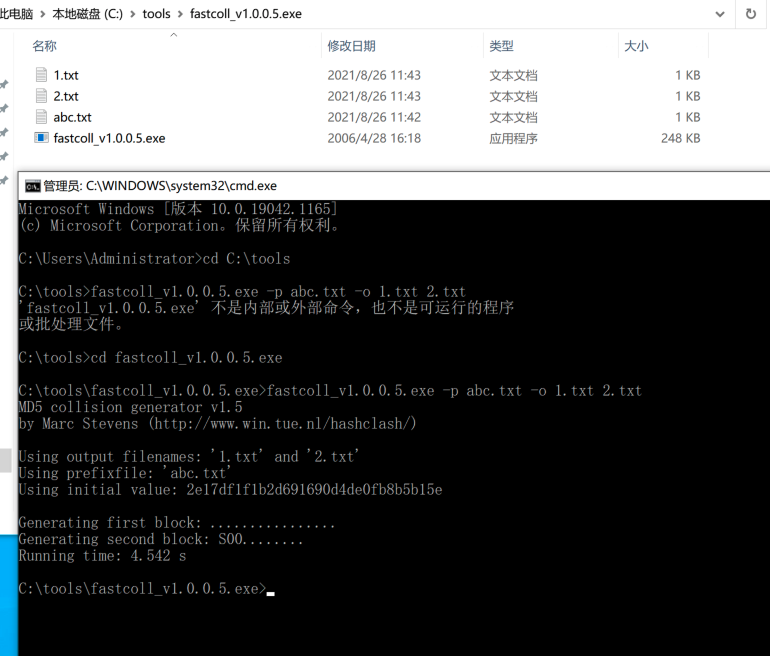 此电脑 > 本地磁盘 (C:) > tools > fastcoll_v1.0.0.5.exe
名称 修改日期 类型 大小
1.txt 2021/8/26 11:43 文本文档 1 KB
2.txt 2021/8/26 11:43 文本文档 1 KB
abc.txt 2021/8/26 11:42 文本文档 1 KB
fastcoll_v1.0.0.5.exe 2006/4/28 16:18 应用程序 248 KB
管理员: C:\WINDOWS\system32\cmd.exe
Microsoft Windows [版本 10.0.19042.1165]
(c) Microsoft Corporation。保留所有权利。
C:\Users\Administrator>cd C:\tools
C:\tools>fastcoll_v1.0.0.5.exe -p abc.txt -o 1.txt 2.txt
'fastcoll_v1.0.0.5.exe' 不是内部或外部命令，也不是可运行的程序
或批处理文件。
C:\tools>cd fastcoll_v1.0.0.5.exe
C:\tools\fastcoll_v1.0.0.5.exe>fastcoll_v1.0.0.5.exe -p abc.txt -o 1.txt 2.txt
MD5 collision generator v1.5
by Marc Stevens (http://www.win.tue.nl/hashclash/)
Using output filenames: '1.txt' and '2.txt'
Using prefixfile: 'abc.txt'
Using initial value: 2e17df1f1b2d691690d4de0fb8b5b15e
Generating first block: ................
Generating second block: S00........
Running time: 4.542 s
C:\tools\fastcoll_v1.0.0.5.exe>